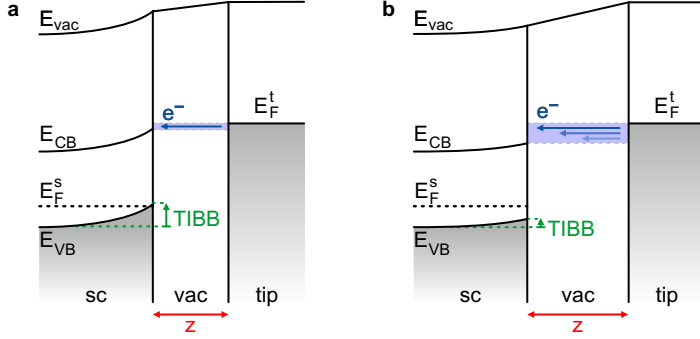 a
E_vac
e⁻
E_F^t
E_CB
E_F^s
TIBB
E_VB
sc
vac
tip
z
b
E_vac
e⁻
E_F^t
E_CB
E_F^s
TIBB
E_VB
sc
vac
tip
z